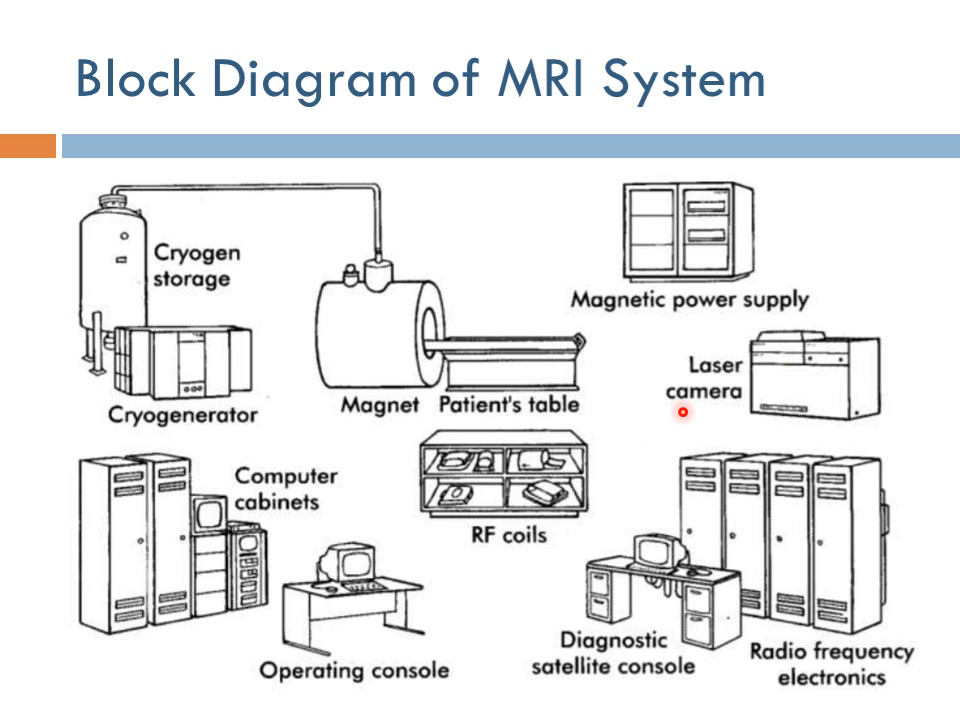 Block Diagram of MRI System
Cryogen
storage
Magnetic power supply
Laser
camera
Cryogenerator
Magnet
Patient's table
Computer
cabinets
RF coils
Operating console
Diagnostic
satellite console
Radio frequency
electronics